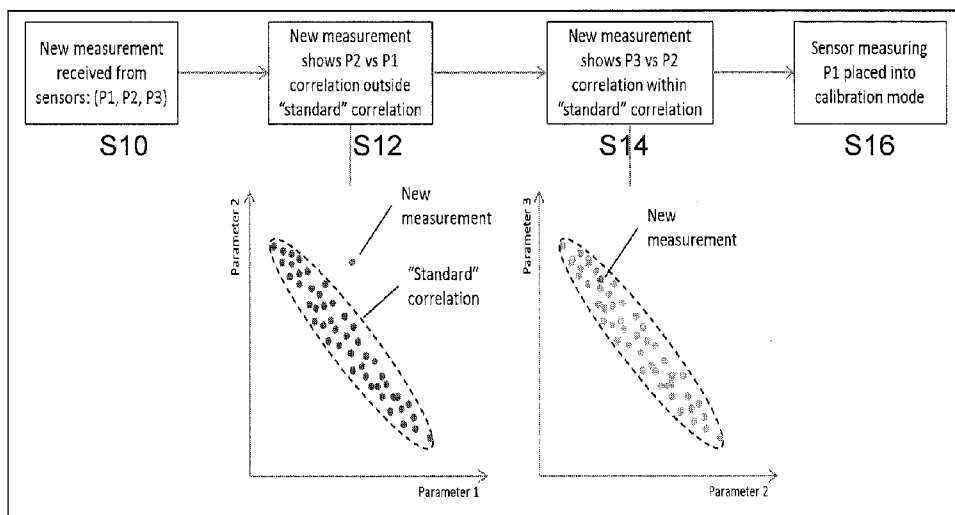 New measurement
received from
sensors: (P1, P2, P3)
S10
New measurement
shows P2 vs P1
correlation outside
“standard” correlation
S12
New measurement
shows P3 vs P2
correlation within
“standard” correlation
S14
Sensor measuring
P1 placed into
calibration mode
S16
Parameter 2
New
measurement
“Standard”
correlation
Parameter 1
Parameter 3
New
measurement
Parameter 2